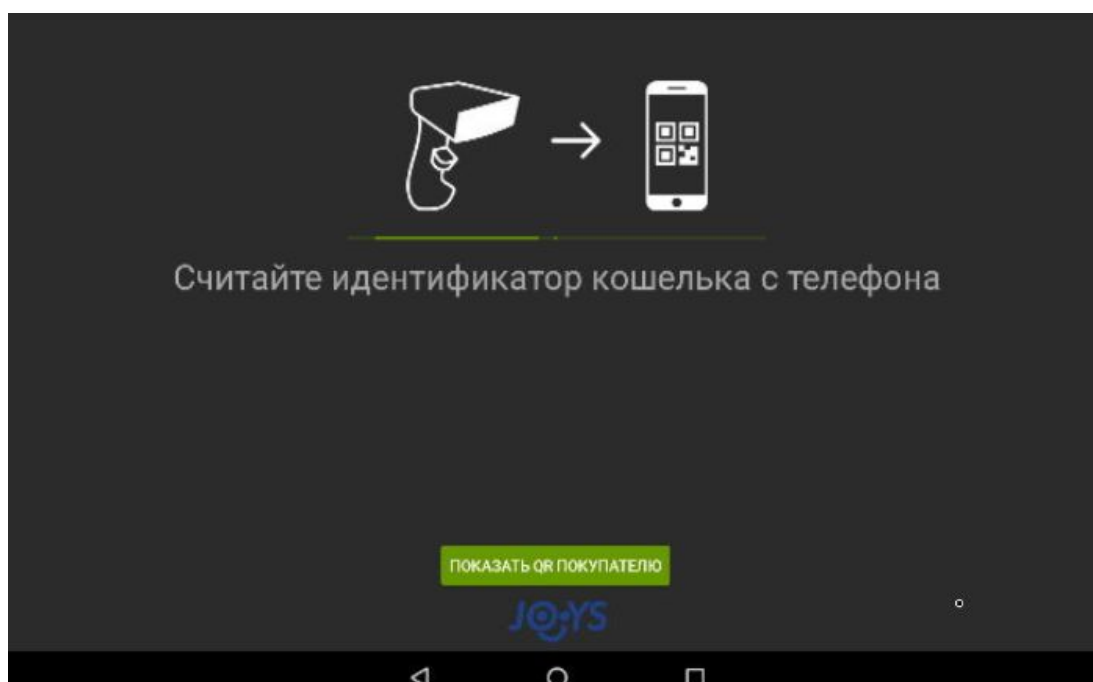 Считайте идентификатор кошелька с телефона
ПОКАЗАТЬ QR ПОКУПАТЕЛЮ
JOYS